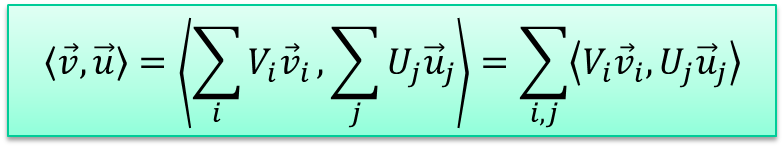 ⟨v⃗, u⃗⟩ = ⟨∑ᵢ Vᵢv⃗ᵢ , ∑ⱼ Uⱼu⃗ⱼ⟩ = ∑ᵢ,ⱼ⟨Vᵢv⃗ᵢ, Uⱼu⃗ⱼ⟩